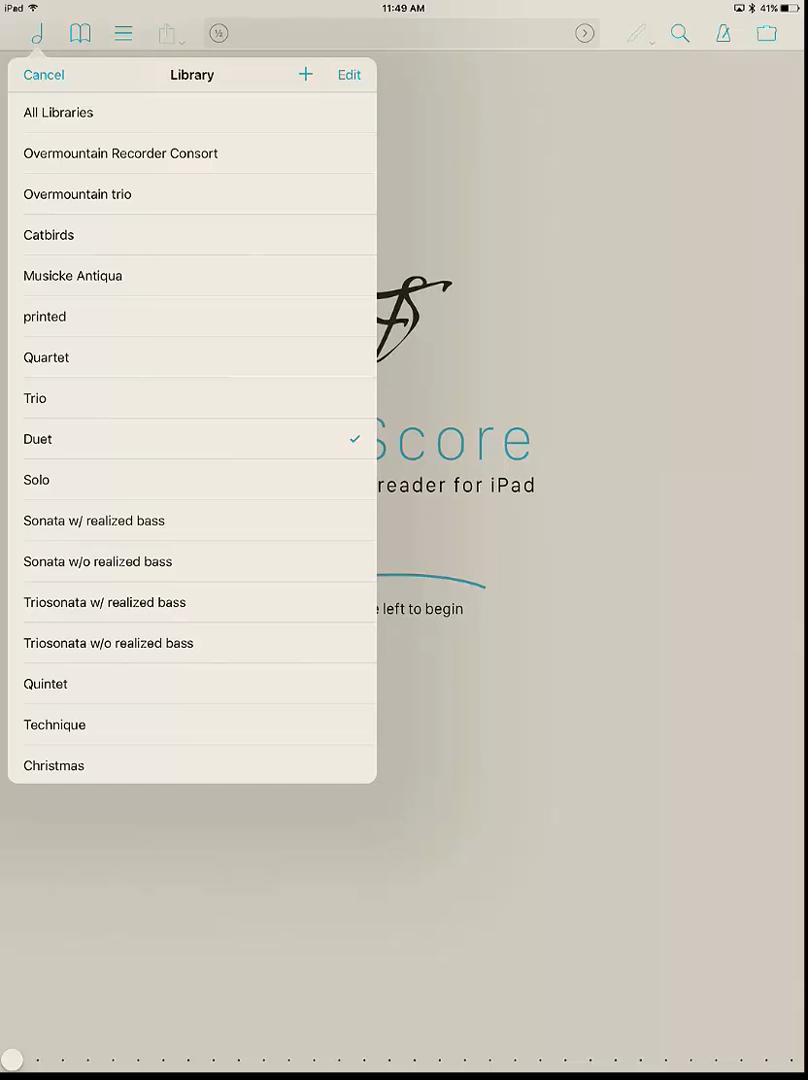 iPad 11:49 AM 41%
½
Cancel Library + Edit
All Libraries
Overmountain Recorder Consort
Overmountain trio
Catbirds
Musicke Antiqua
printed
Quartet
Trio
Duet
Solo
Sonata w/ realized bass
Sonata w/o realized bass
Triosonata w/ realized bass
Triosonata w/o realized bass
Quintet
Technique
Christmas
Score
reader for iPad
left to begin